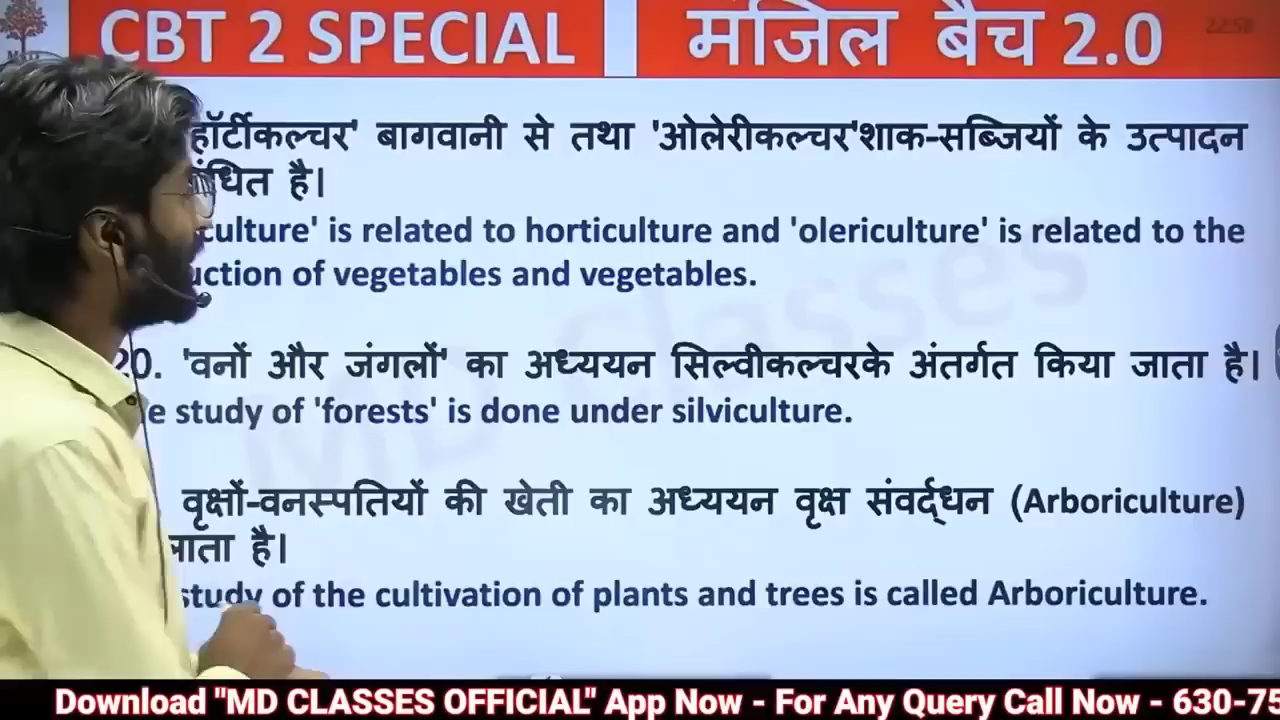 CBT 2 SPECIAL मंजिल बैच 2.0
22:58
हॉर्टीकल्चर' बागवानी से तथा 'ओलेरीकल्चर'शाक-सब्जियों के उत्पादन
है।
culture' is related to horticulture and 'olericulture' is related to the
uction of vegetables and vegetables.
20. 'वनों और जंगलों' का अध्ययन सिल्वीकल्चरके अंतर्गत किया जाता है।
e study of 'forests' is done under silviculture.
वृक्षों-वनस्पतियों की खेती का अध्ययन वृक्ष संवर्द्धन (Arboriculture)
जाता है।
study of the cultivation of plants and trees is called Arboriculture.
MD Classes
Download "MD CLASSES OFFICIAL" App Now - For Any Query Call Now - 630-75